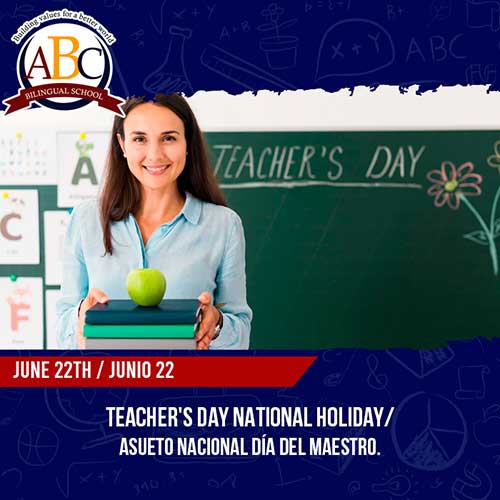 Building values for a better world
ABC
BILINGUAL SCHOOL
x+y
ABC
A
C
F
TEACHER'S DAY
JUNE 22TH / JUNIO 22
TEACHER'S DAY NATIONAL HOLIDAY/
ASUETO NACIONAL DÍA DEL MAESTRO.